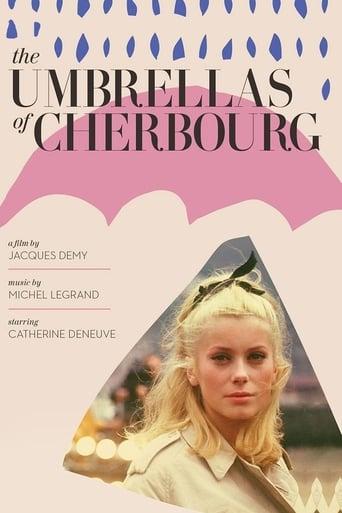 the
UMBRELLAS
of CHERBOURG
a film by
JACQUES DEMY
music by
MICHEL LEGRAND
starring
CATHERINE DENEUVE